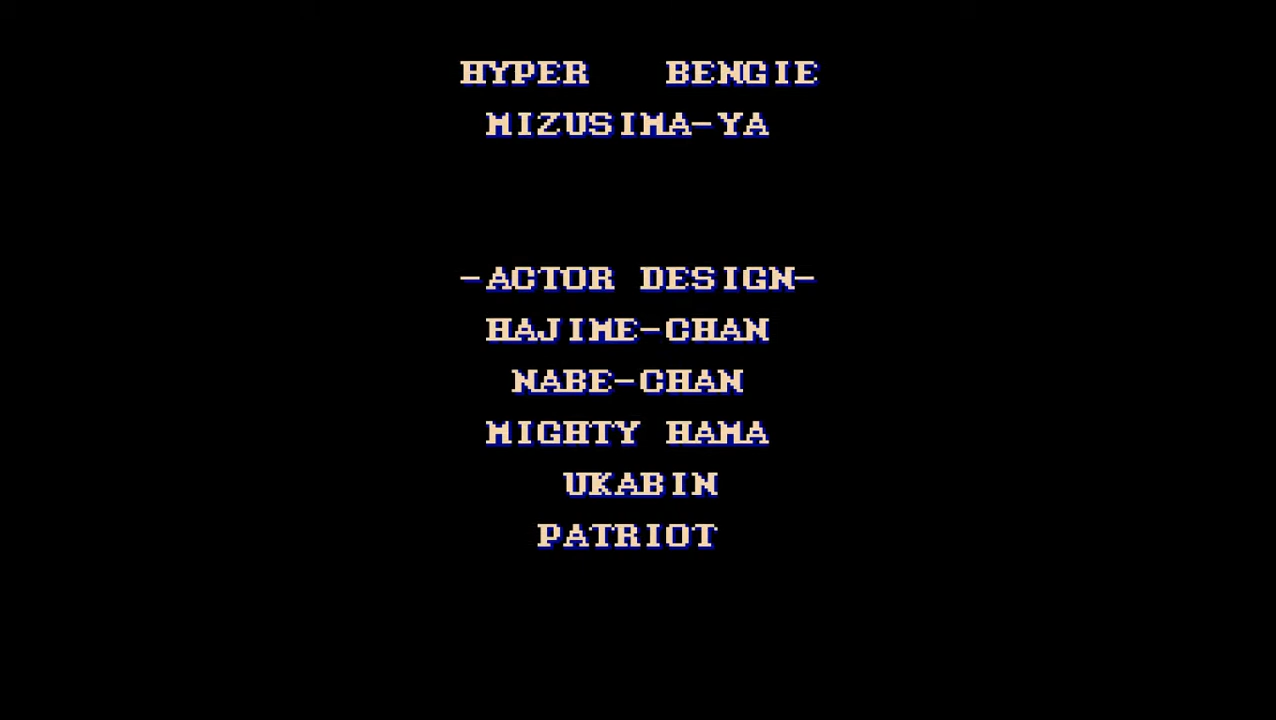 HYPER BENGIE
MIZUSIMA-YA
-ACTOR DESIGN-
HAJIME-CHAN
NABE-CHAN
MIGHTY HAMA
UKABIN
PATRIOT